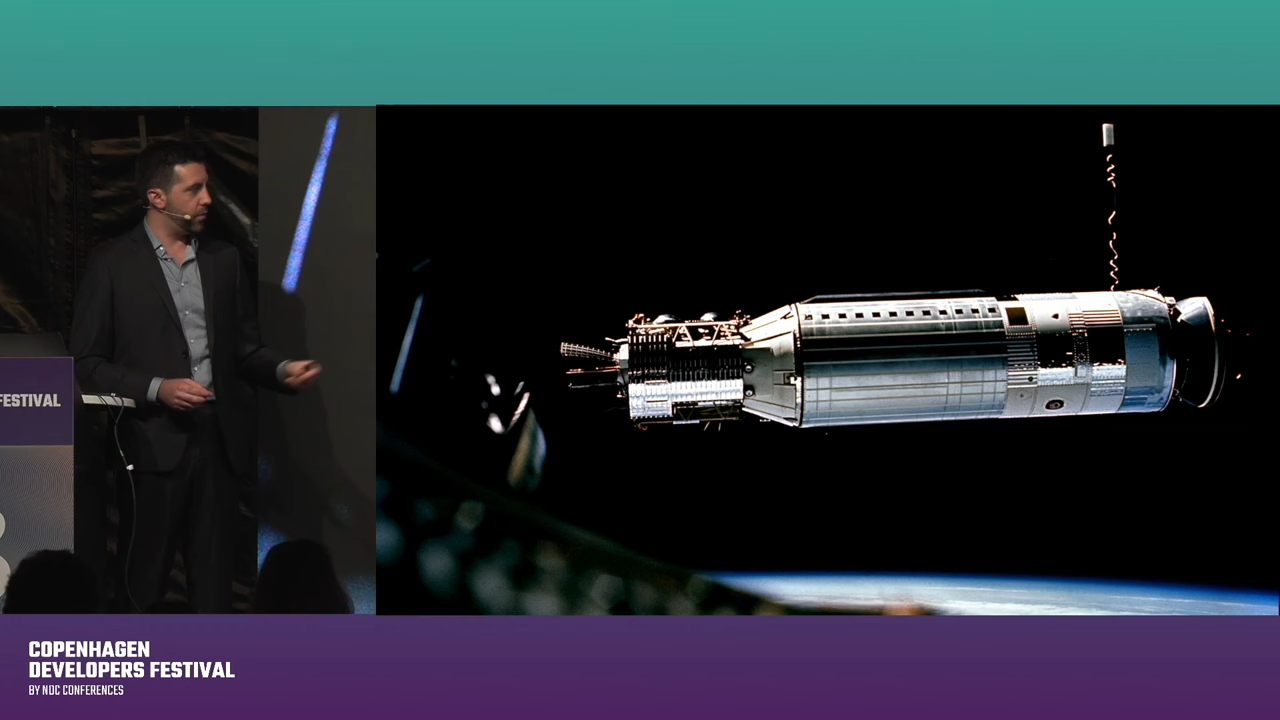 FESTIVAL
COPENHAGEN
DEVELOPERS FESTIVAL
BY NDC CONFERENCES